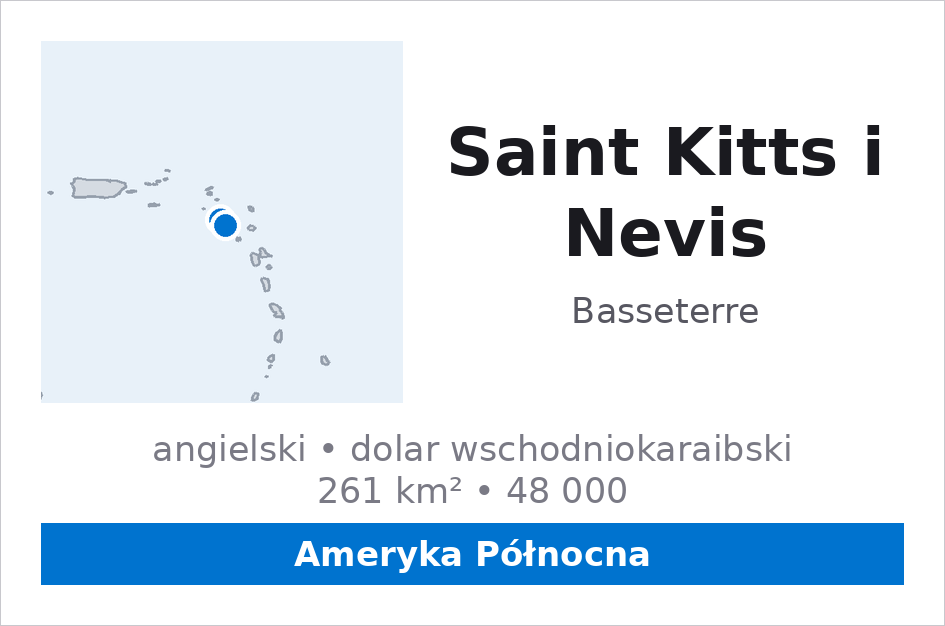 Saint Kitts i
Nevis
Basseterre
angielski • dolar wschodniokaraibski
261 km² • 48 000
Ameryka Północna